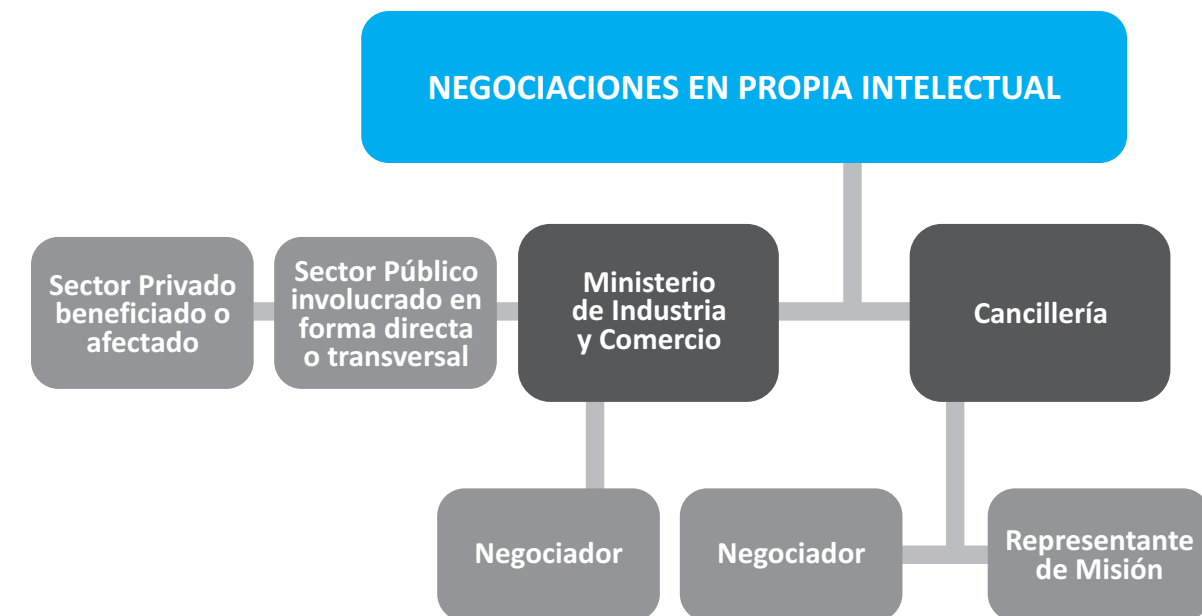 NEGOCIACIONES EN PROPIA INTELECTUAL
Sector Privado
beneficiado o
afectado
Sector Público
involucrado en
forma directa
o transversal
Ministerio
de Industria
y Comercio
Cancillería
Negociador
Negociador
Representante
de Misión